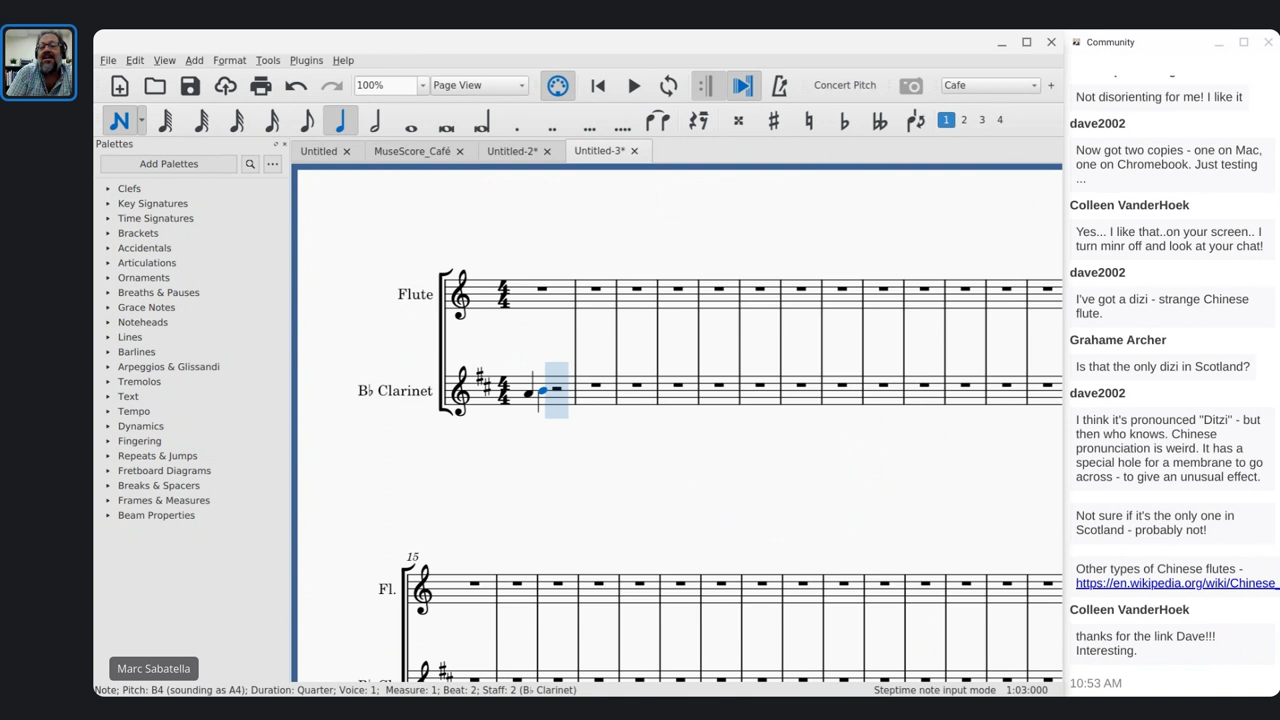 Community
File Edit View Add Format Tools Plugins Help
100% Page View Concert Pitch Cafe +
1 2 3 4
Palettes
Untitled MuseScore_Café Untitled-2* Untitled-3*
Add Palettes
Clefs
Key Signatures
Time Signatures
Brackets
Accidentals
Articulations
Ornaments
Breaths & Pauses
Grace Notes
Noteheads
Lines
Barlines
Arpeggios & Glissandi
Tremolos
Text
Tempo
Dynamics
Fingering
Repeats & Jumps
Fretboard Diagrams
Breaks & Spacers
Frames & Measures
Beam Properties
Flute
4
4
B♭ Clarinet
4
4
15
Fl.
Marc Sabatella
Note; Pitch: B4 (sounding as A4); Duration: Quarter; Voice: 1; Measure: 1; Beat: 2; Staff: 2 (B♭ Clarinet)
Steptime note input mode 1:03:000
Not disorienting for me! I like it
dave2002
Now got two copies - one on Mac,
one on Chromebook. Just testing
...
Colleen VanderHoek
Yes... I like that..on your screen.. I
turn minr off and look at your chat!
dave2002
I've got a dizi - strange Chinese
flute.
Grahame Archer
Is that the only dizi in Scotland?
dave2002
I think it's pronounced "Ditzi" - but
then who knows. Chinese
pronunciation is weird. It has a
special hole for a membrane to go
across - to give an unusual effect.
Not sure if it's the only one in
Scotland - probably not!
Other types of Chinese flutes -
https://en.wikipedia.org/wiki/Chinese_
Colleen VanderHoek
thanks for the link Dave!!!
Interesting.
10:53 AM